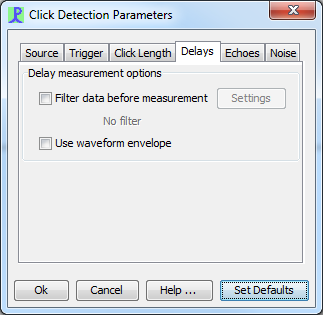 Click Detection Parameters
Source Trigger Click Length Delays Echoes Noise
Delay measurement options
Filter data before measurement Settings
No filter
Use waveform envelope
Ok Cancel Help ... Set Defaults